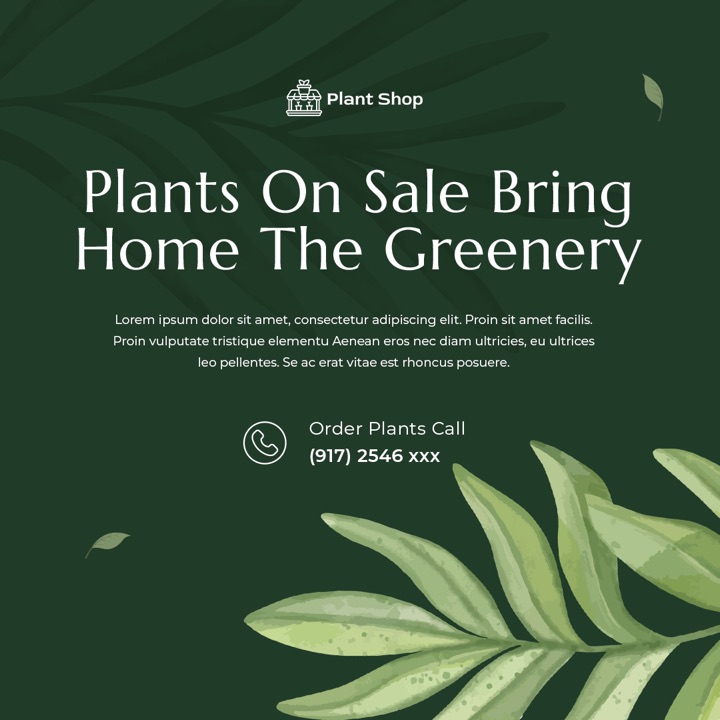 Plant Shop
Plants On Sale Bring
Home The Greenery
Lorem ipsum dolor sit amet, consectetur adipiscing elit. Proin sit amet facilis.
Proin vulputate tristique elementu Aenean eros nec diam ultricies, eu ultrices
leo pellentes. Se ac erat vitae est rhoncus posuere.
Order Plants Call
(917) 2546 xxx